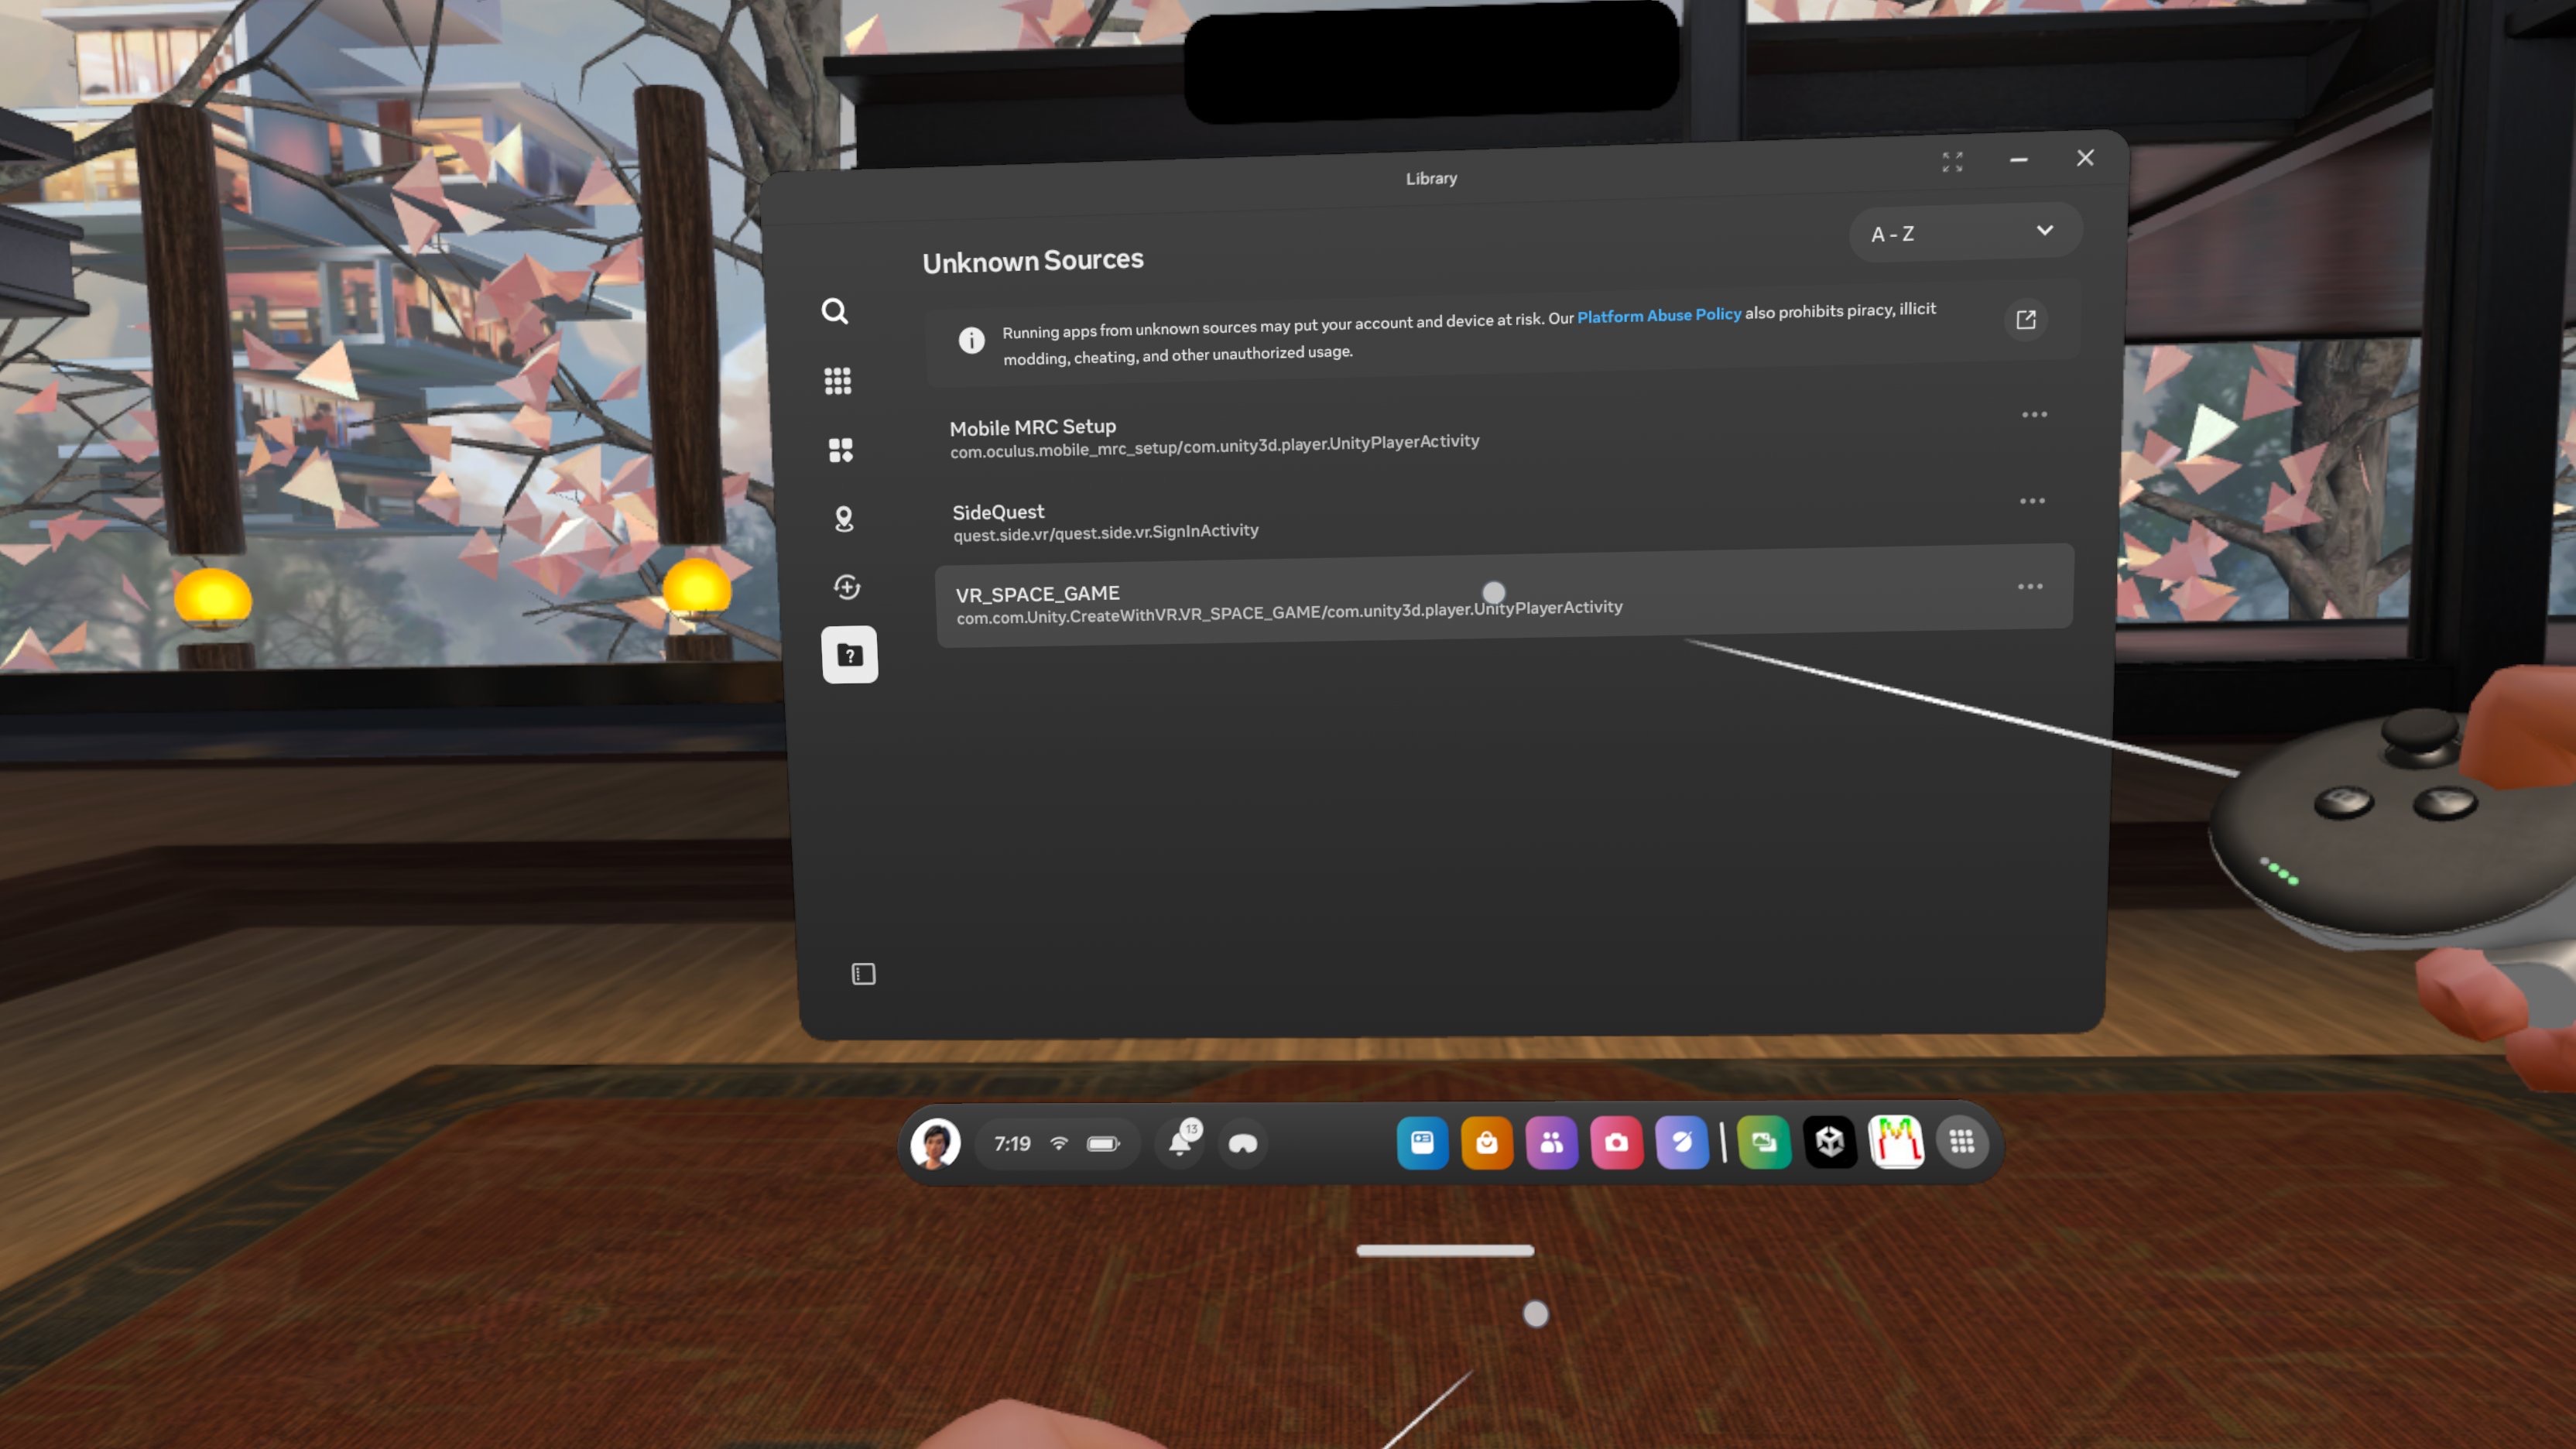 Library
Unknown Sources
A - Z
Running apps from unknown sources may put your account and device at risk. Our Platform Abuse Policy also prohibits piracy, illicit
modding, cheating, and other unauthorized usage.
Mobile MRC Setup
com.oculus.mobile_mrc_setup/com.unity3d.player.UnityPlayerActivity
SideQuest
quest.side.vr/quest.side.vr.SignInActivity
VR_SPACE_GAME
com.com.Unity.CreateWithVR.VR_SPACE_GAME/com.unity3d.player.UnityPlayerActivity
7:19
13